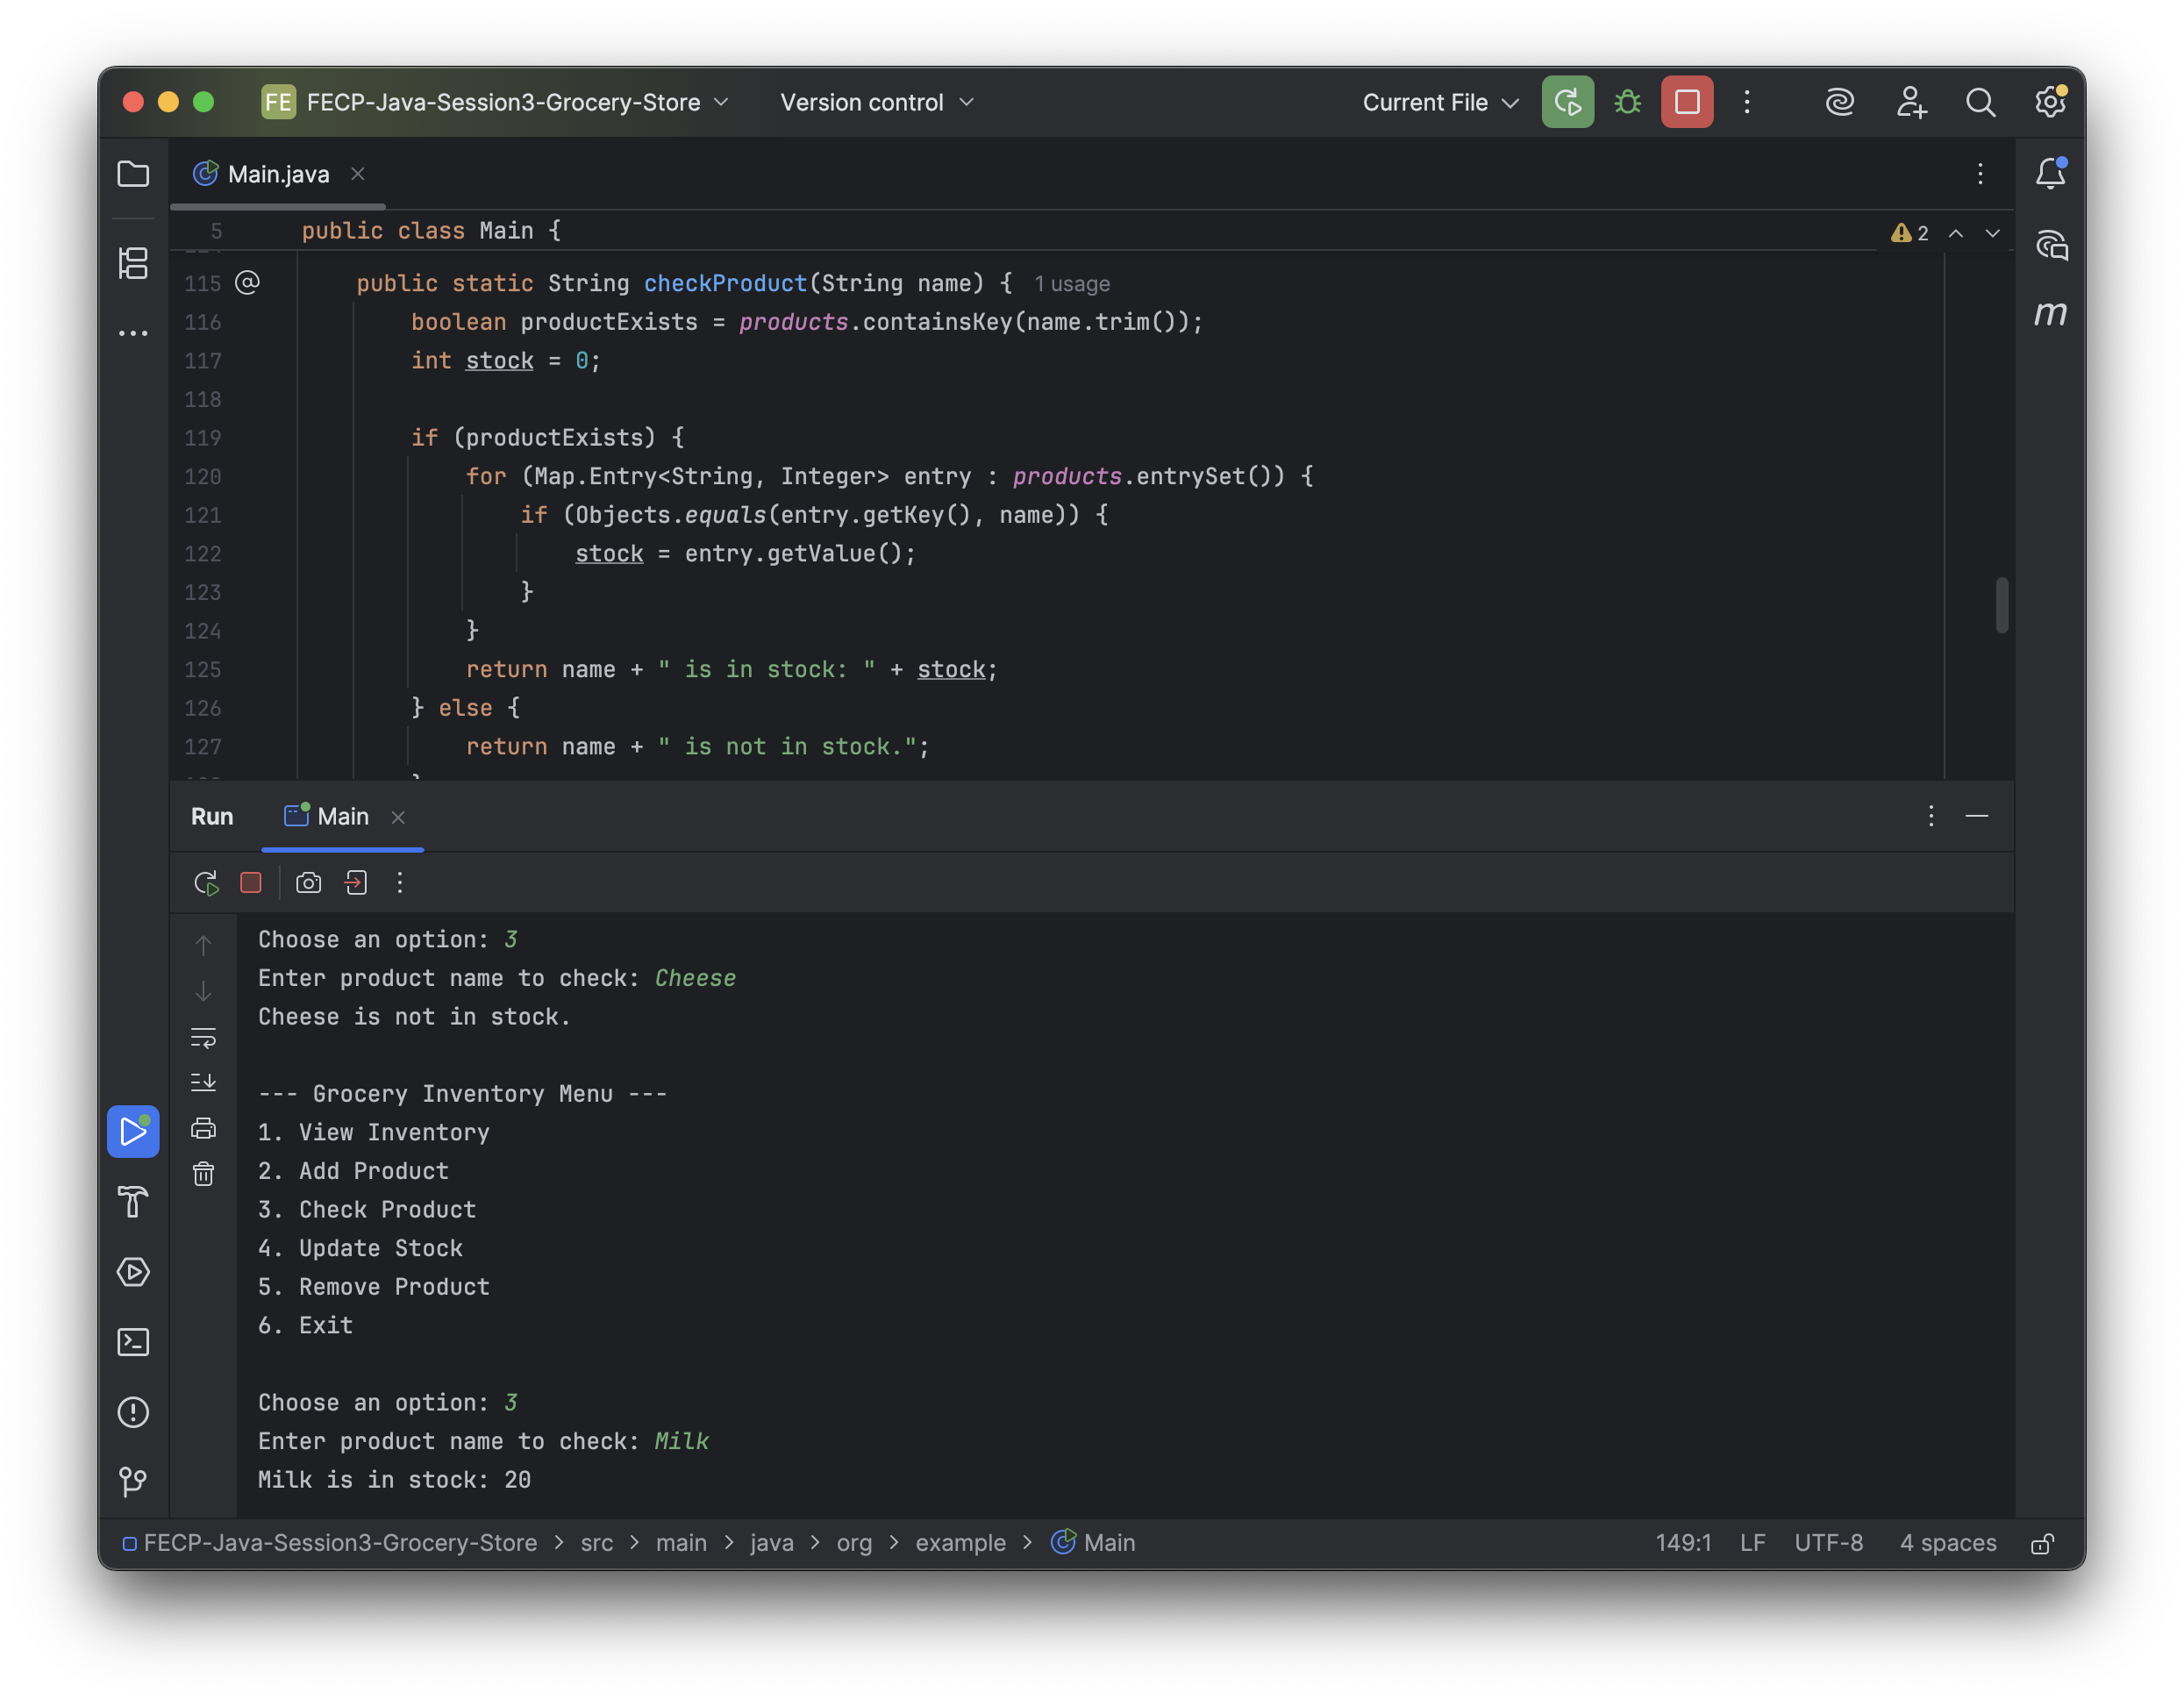 FE FECP-Java-Session3-Grocery-Store Version control Current File
Main.java
5 public class Main { 2
115 @ public static String checkProduct(String name) { 1 usage
116 boolean productExists = products.containsKey(name.trim());
117 int stock = 0;
118
119 if (productExists) {
120 for (Map.Entry<String, Integer> entry : products.entrySet()) {
121 if (Objects.equals(entry.getKey(), name)) {
122 stock = entry.getValue();
123 }
124 }
125 return name + " is in stock: " + stock;
126 } else {
127 return name + " is not in stock.";
Run Main
Choose an option: 3
Enter product name to check: Cheese
Cheese is not in stock.
--- Grocery Inventory Menu ---
1. View Inventory
2. Add Product
3. Check Product
4. Update Stock
5. Remove Product
6. Exit
Choose an option: 3
Enter product name to check: Milk
Milk is in stock: 20
FECP-Java-Session3-Grocery-Store > src > main > java > org > example > Main 149:1 LF UTF-8 4 spaces